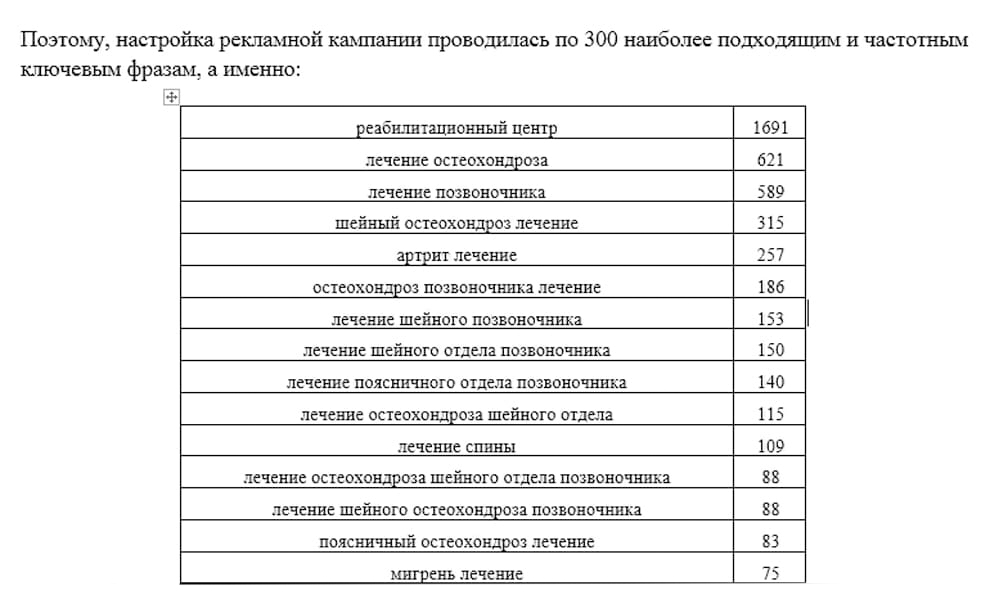 Поэтому, настройка рекламной кампании проводилась по 300 наиболее подходящим и частотным
ключевым фразам, а именно:
реабилитационный центр 1691
лечение остеохондроза 621
лечение позвоночника 589
шейный остеохондроз лечение 315
артрит лечение 257
остеохондроз позвоночника лечение 186
лечение шейного позвоночника 153
лечение шейного отдела позвоночника 150
лечение поясничного отдела позвоночника 140
лечение остеохондроза шейного отдела 115
лечение спины 109
лечение остеохондроза шейного отдела позвоночника 88
лечение шейного остеохондроза позвоночника 88
поясничный остеохондроз лечение 83
мигрень лечение 75